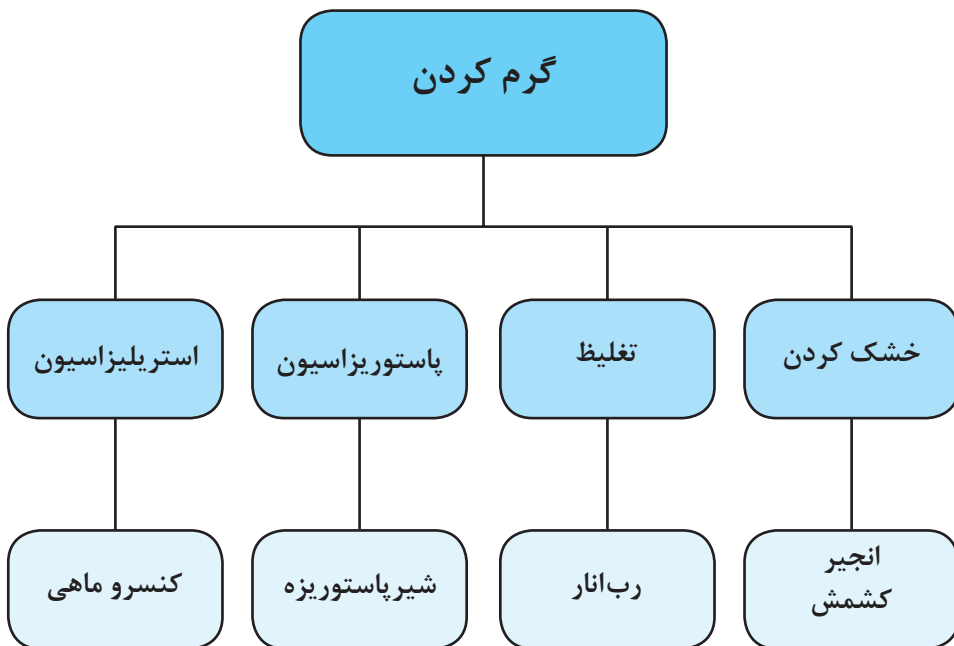 گرم کردن
خشک کردن
تغلیظ
پاستوریزاسیون
استریلیزاسیون
انجیر
کشمش
رب‌انار
شیرپاستوریزه
کنسرو ماهی